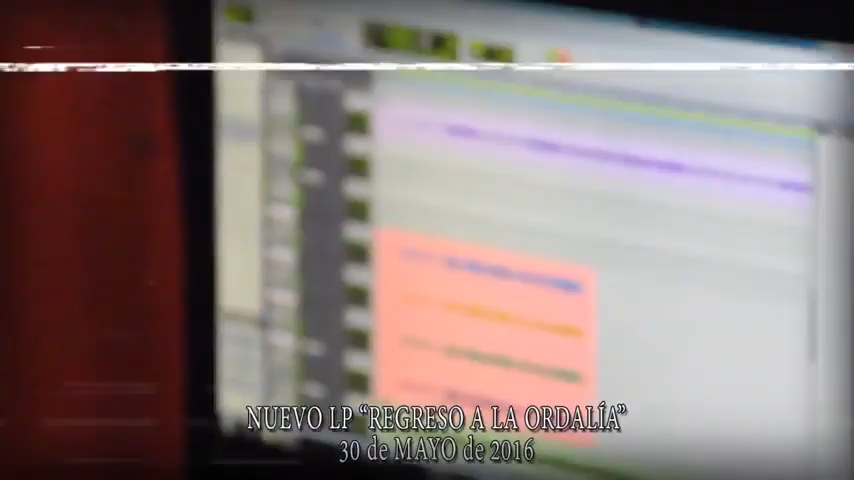 NUEVO LP “REGRESO A LA ORDALÍA”
30 de MAYO de 2016